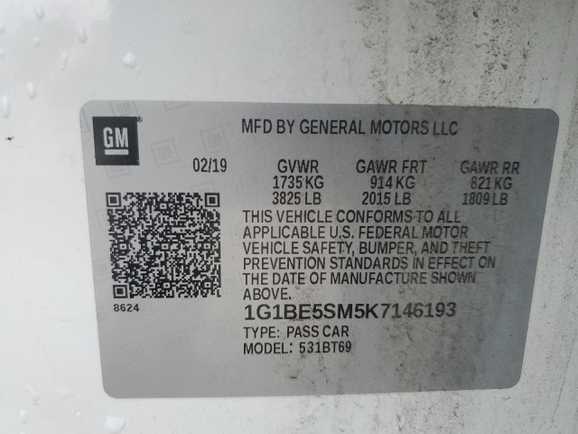 GM
MFD BY GENERAL MOTORS LLC
02/19 GVWR GAWR FRT GAWR RR
1735 KG 914 KG 821 KG
3825 LB 2015 LB 1809 LB
THIS VEHICLE CONFORMS TO ALL
APPLICABLE U.S. FEDERAL MOTOR
VEHICLE SAFETY, BUMPER, AND THEFT
PREVENTION STANDARDS IN EFFECT ON
THE DATE OF MANUFACTURE SHOWN
ABOVE.
8624
1G1BE5SM5K7146193
TYPE: PASS CAR
MODEL: 531BT69